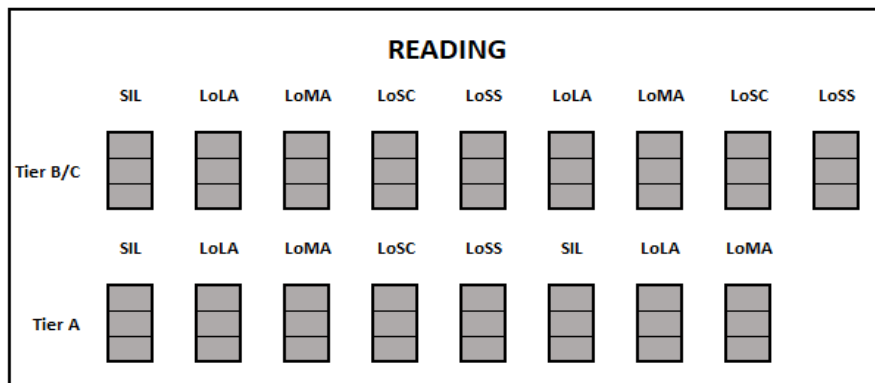 READING
SIL LoLA LoMA LoSC LoSS LoLA LoMA LoSC LoSS
Tier B/C
SIL LoLA LoMA LoSC LoSS SIL LoLA LoMA
Tier A